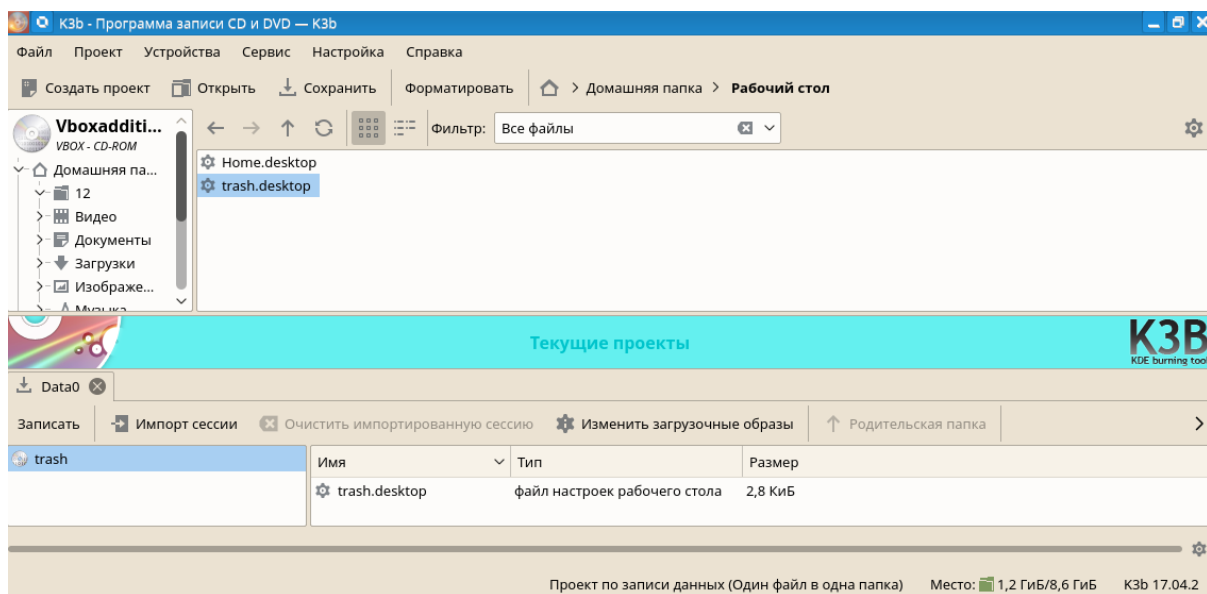 K3b - Программа записи CD и DVD — K3b
Файл Проект Устройства Сервис Настройка Справка
Создать проект Открыть Сохранить Форматировать > Домашняя папка > Рабочий стол
Vboxadditi...
VBOX - CD-ROM
Фильтр: Все файлы
Домашняя па...
12
Видео
Документы
Загрузки
Изображе...
Музыка
Home.desktop
trash.desktop
Текущие проекты
K3B
KDE burning tool
Data0
Записать Импорт сессии Очистить импортированную сессию Изменить загрузочные образы Родительская папка
trash
Имя Тип Размер
trash.desktop файл настроек рабочего стола 2,8 КиБ
Проект по записи данных (Один файл в одна папка) Место: 1,2 ГиБ/8,6 ГиБ K3b 17.04.2